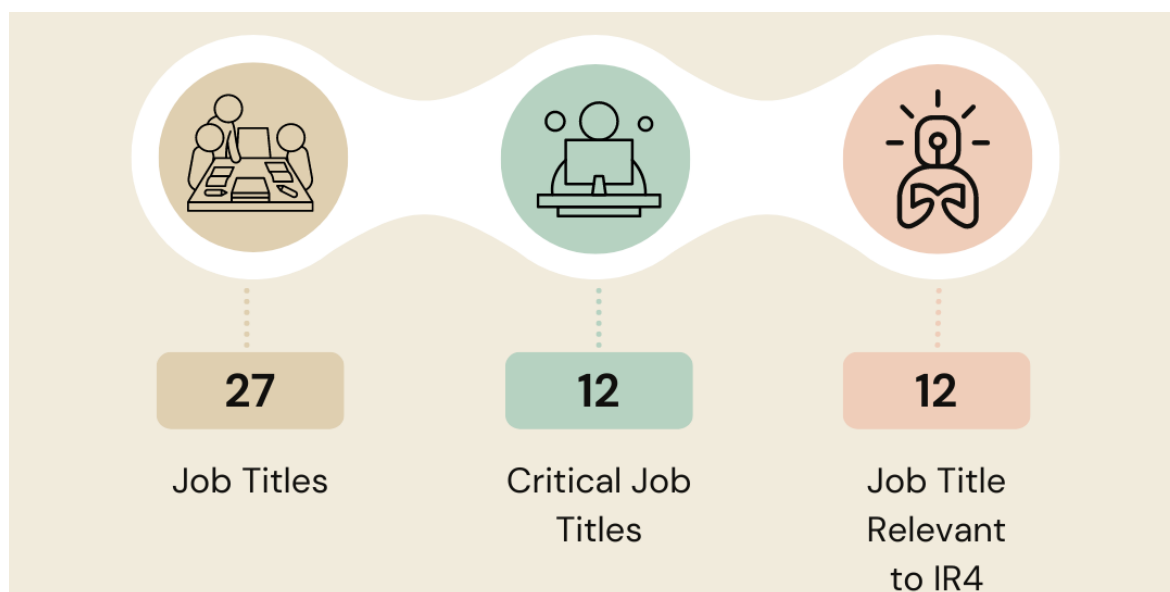 27
Job Titles
12
Critical Job
Titles
12
Job Title
Relevant
to IR4